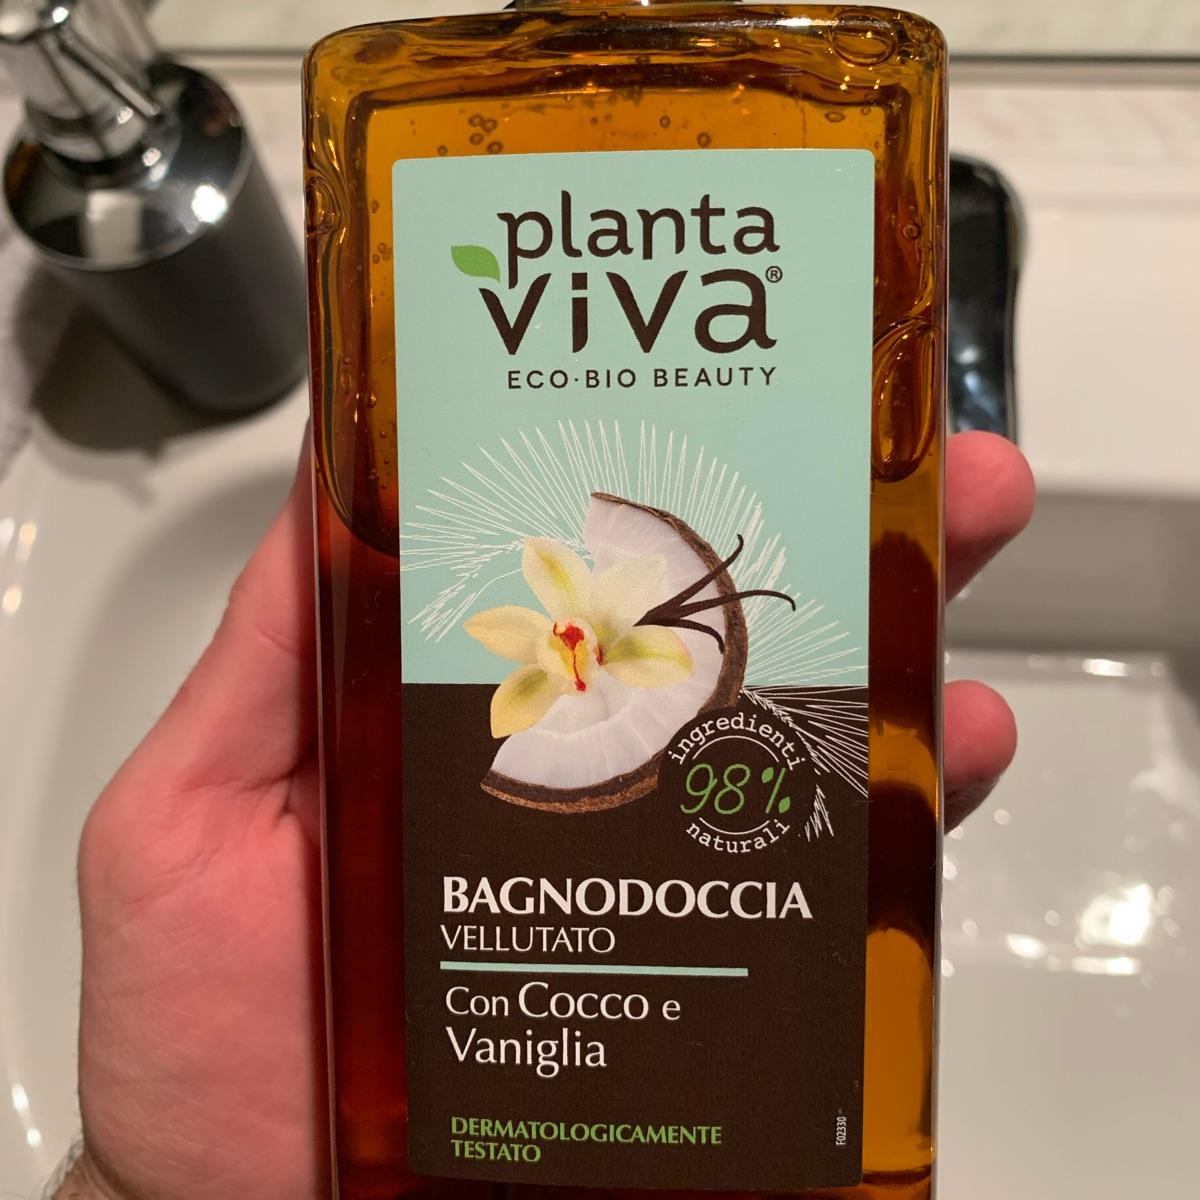 planta
viva®
ECO·BIO BEAUTY
ingredienti
98%
naturali
BAGNODOCCIA
VELLUTATO
Con Cocco e
Vaniglia
DERMATOLOGICAMENTE
TESTATO
F02330